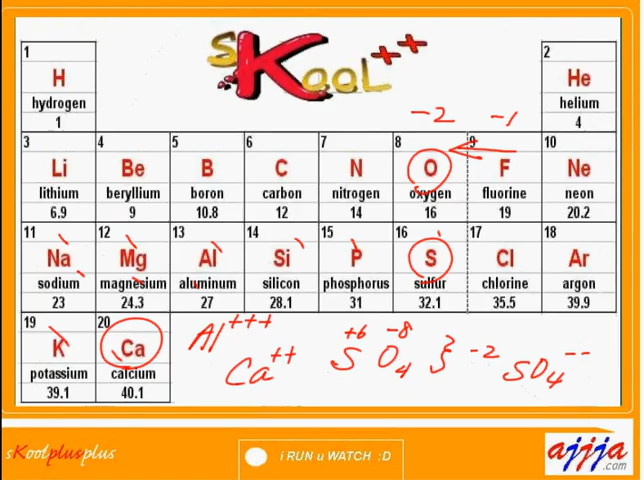 sKool++
1 2
H He
hydrogen helium
1 4
-2 -1
3 4 5 6 7 8 9 10
Li Be B C N O F Ne
lithium beryllium boron carbon nitrogen oxygen fluorine neon
6.9 9 10.8 12 14 16 19 20.2
11 12 13 14 15 16 17 18
Na Mg Al Si P S Cl Ar
sodium magnesium aluminum silicon phosphorus sulfur chlorine argon
23 24.3 27 28.1 31 32.1 35.5 39.9
19 20
K Ca
potassium calcium
39.1 40.1
Al+++
+6 -8
Ca++ S O4 } -2 SO4--
sKoolplusplus
i RUN u WATCH :D
ajjja
.com